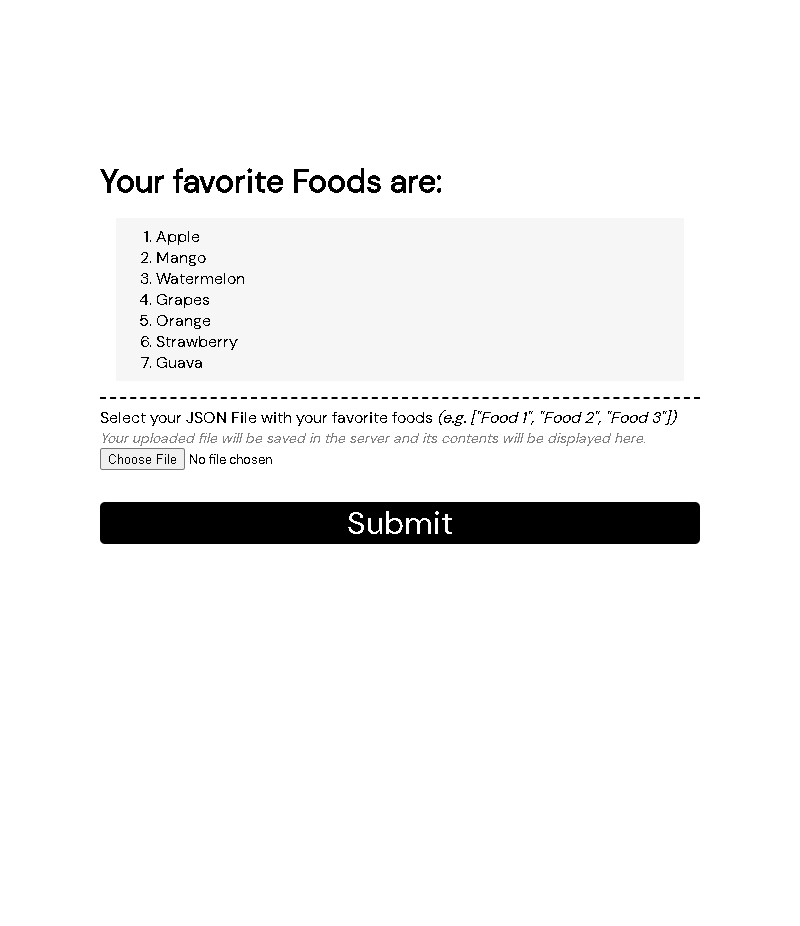 Your favorite Foods are:
1. Apple
2. Mango
3. Watermelon
4. Grapes
5. Orange
6. Strawberry
7. Guava
Select your JSON File with your favorite foods (e.g. ["Food 1", "Food 2", "Food 3"])
Your uploaded file will be saved in the server and its contents will be displayed here.
Choose File No file chosen
Submit